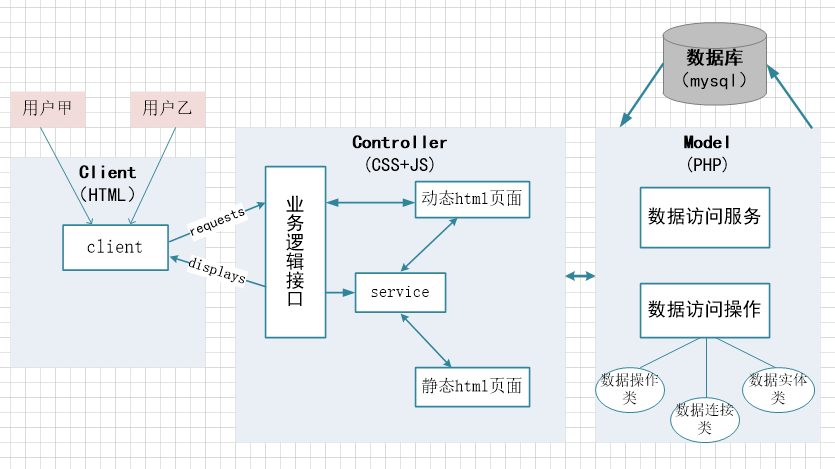 数据库
（mysql）
用户甲
用户乙
Client
（HTML）
client
requests
displays
Controller
（CSS+JS）
业务逻辑接口
动态html页面
service
静态html页面
Model
（PHP）
数据访问服务
数据访问操作
数据操作
类
数据连接
类
数据实体
类